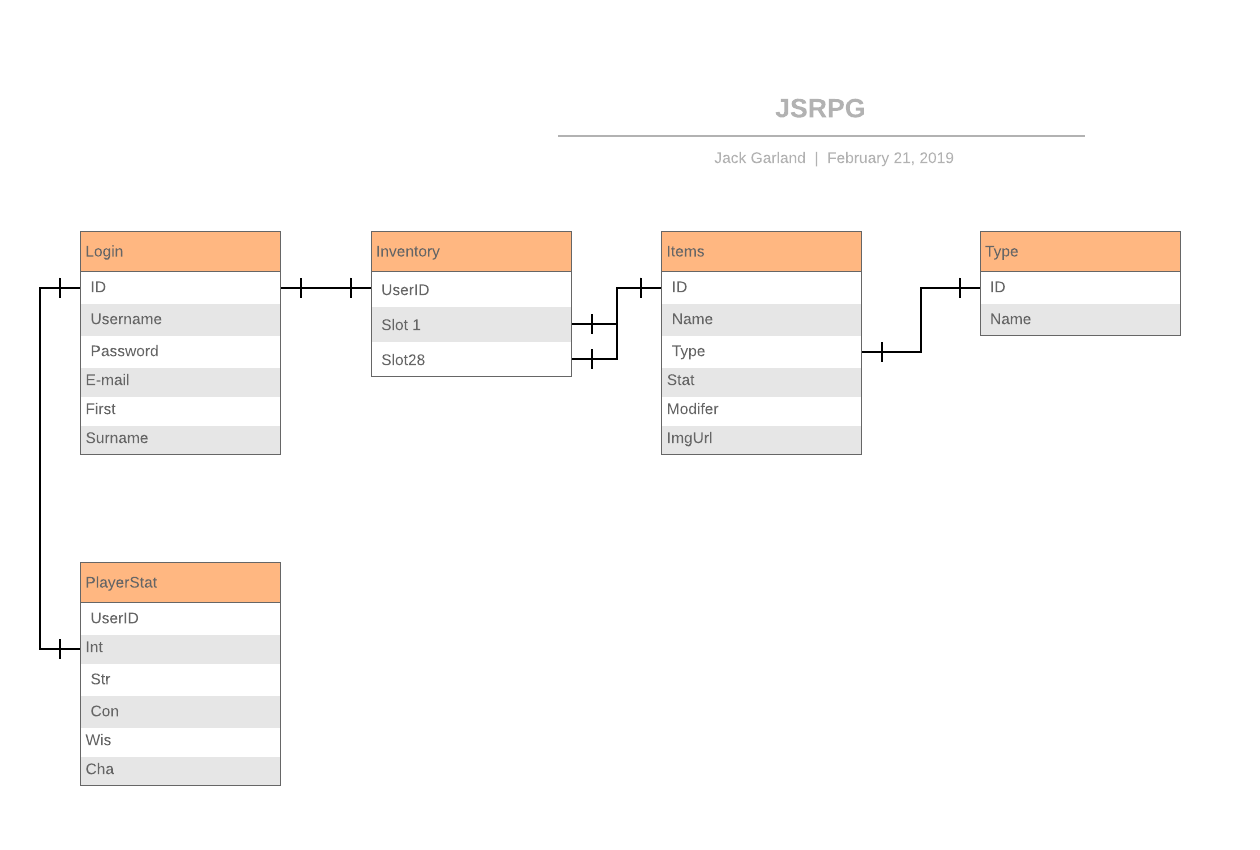 JSRPG
Jack Garland | February 21, 2019
Login
ID
Username
Password
E-mail
First
Surname
Inventory
UserID
Slot 1
Slot28
Items
ID
Name
Type
Stat
Modifer
ImgUrl
Type
ID
Name
PlayerStat
UserID
Int
Str
Con
Wis
Cha